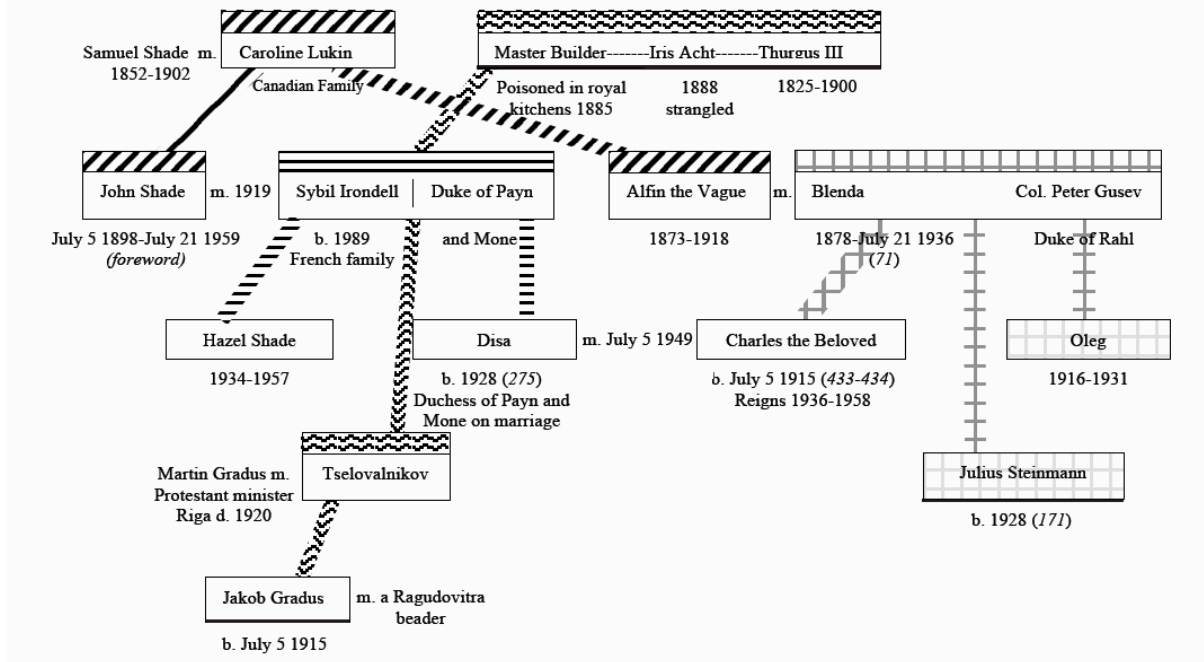 Samuel Shade m.
1852-1902
Caroline Lukin
Canadian Family
Master Builder-------Iris Acht-------Thurgus III
Poisoned in royal
kitchens 1885
1888
strangled
1825-1900
John Shade
m. 1919
Sybil Irondell
Duke of Payn
Alfin the Vague
m.
Blenda
Col. Peter Gusev
July 5 1898-July 21 1959
(foreword)
b. 1989
French family
and Mone
1873-1918
1878-July 21 1936
(71)
Duke of Rahl
Hazel Shade
Disa
m. July 5 1949
Charles the Beloved
Oleg
1934-1957
b. 1928 (275)
Duchess of Payn and
Mone on marriage
b. July 5 1915 (433-434)
Reigns 1936-1958
1916-1931
Martin Gradus m.
Protestant minister
Riga d. 1920
Tselovalnikov
Julius Steinmann
b. 1928 (171)
Jakob Gradus
m. a Ragudovitra
beader
b. July 5 1915